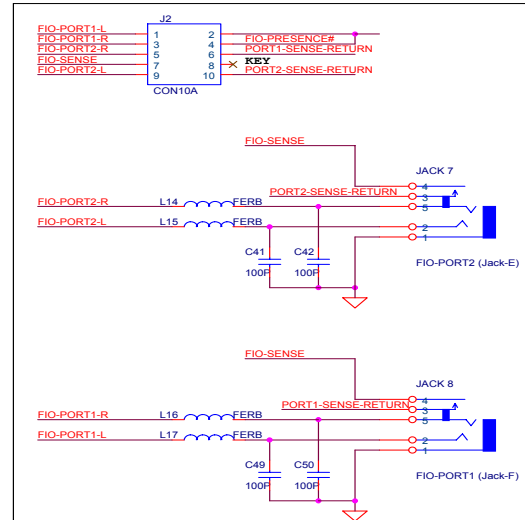 J2
FIO-PORT1-L 1 2
FIO-PORT1-R 3 4 FIO-PRESENCE#
FIO-PORT2-R 5 6 PORT1-SENSE-RETURN
FIO-SENSE 7 8 KEY
FIO-PORT2-L 9 10 PORT2-SENSE-RETURN
CON10A
FIO-SENSE
JACK 7
4
PORT2-SENSE-RETURN 3
FIO-PORT2-R L14 FERB 5
FIO-PORT2-L L15 FERB 2
1
C41 C42
100P 100P
FIO-PORT2 (Jack-E)
FIO-SENSE
JACK 8
4
PORT1-SENSE-RETURN 3
FIO-PORT1-R L16 FERB 5
FIO-PORT1-L L17 FERB 2
1
C49 C50
100P 100P
FIO-PORT1 (Jack-F)